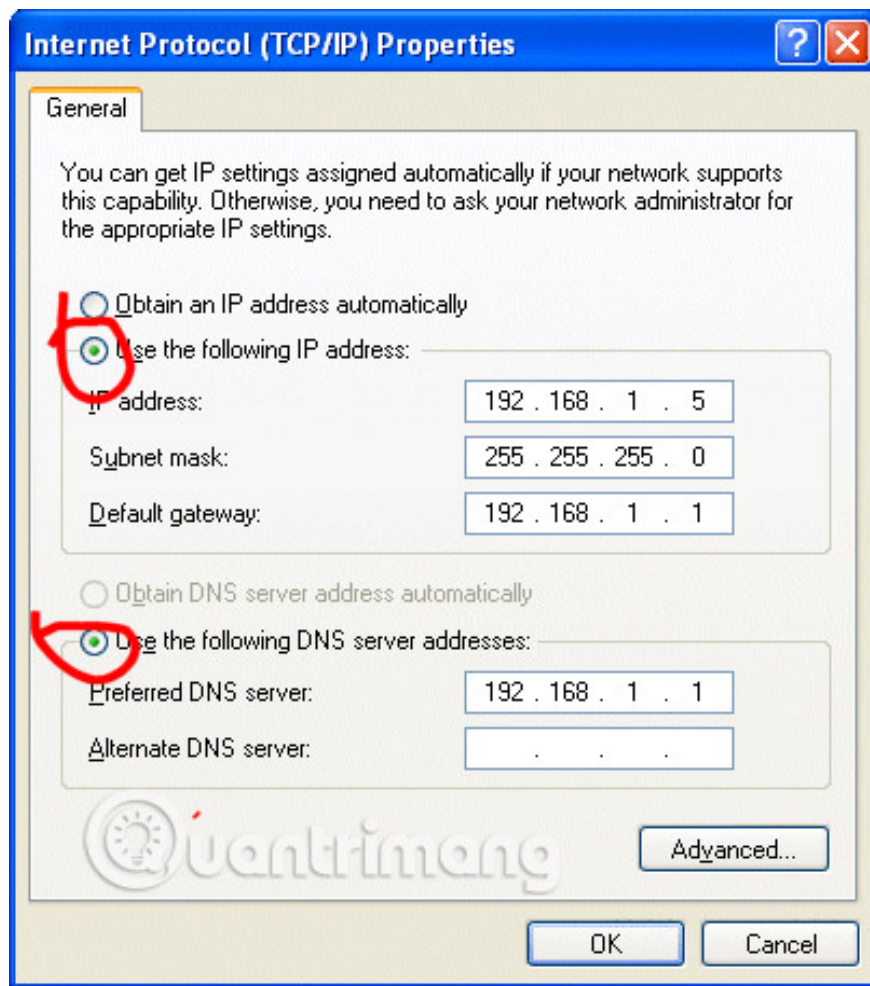 Internet Protocol (TCP/IP) Properties
General
You can get IP settings assigned automatically if your network supports
this capability. Otherwise, you need to ask your network administrator for
the appropriate IP settings.
Obtain an IP address automatically
Use the following IP address:
IP address: 192 . 168 . 1 . 5
Subnet mask: 255 . 255 . 255 . 0
Default gateway: 192 . 168 . 1 . 1
Obtain DNS server address automatically
Use the following DNS server addresses:
Preferred DNS server: 192 . 168 . 1 . 1
Alternate DNS server: . . .
Quantrimang
Advanced...
OK Cancel